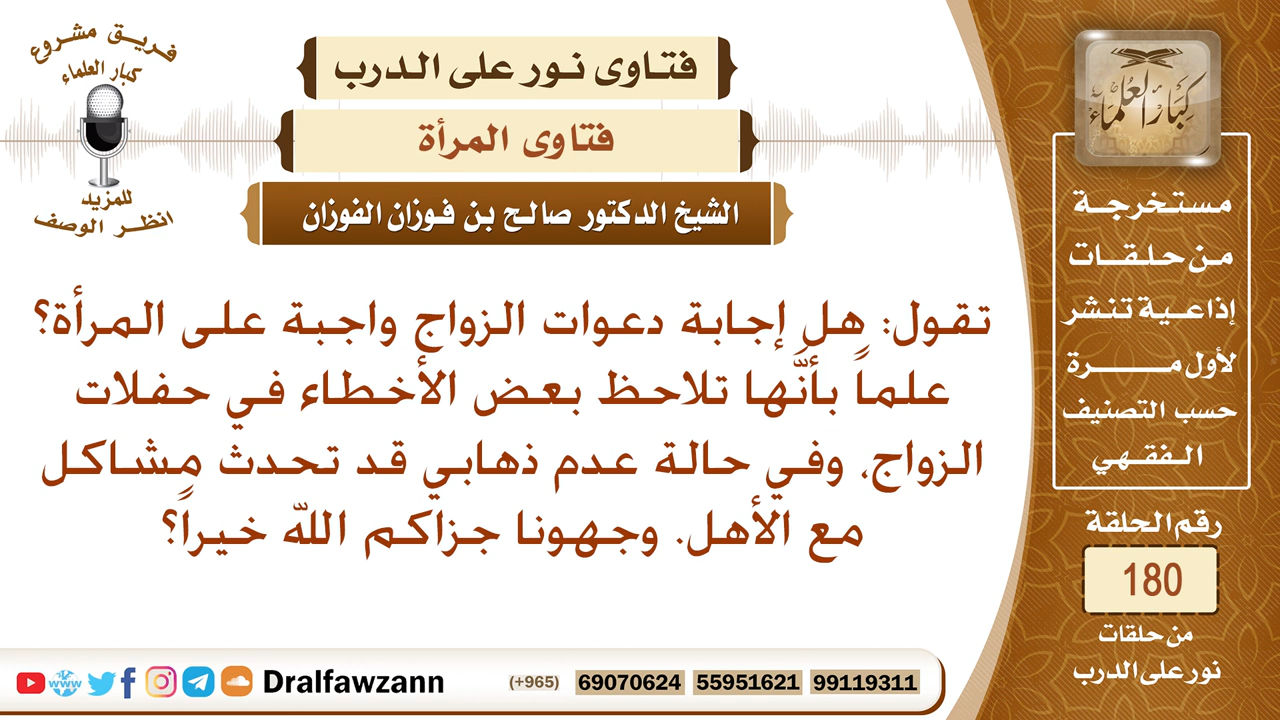 فريق مشروع
كبار العلماء
للمزيد
انظر الوصف
فتاوى نور على الدرب
فتاوى المرأة
الشيخ الدكتور صالح بن فوزان الفوزان
كبار العلماء
مستخرجة
من حلقات
إذاعية تنشر
لأول مرة
حسب التصنيف
الفقهي
رقم الحلقة
180
من حلقات
نور على الدرب
تقول: هل إجابة دعوات الزواج واجبة على المرأة؟
علماً بأنَّها تلاحظ بعض الأخطاء في حفلات
الزواج، وفي حالة عدم ذهابي قد تحدث مشاكل
مع الأهل. وجهونا جزاكم الله خيراً؟
www Dralfawzann (+965) 69070624 55951621 99119311